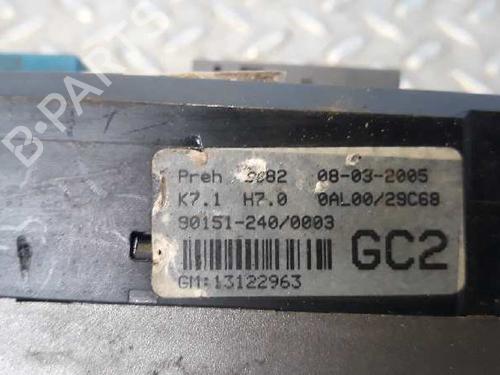 Preh 9082 08-03-2005
K7.1 H7.0 0AL00/29C68
90151-240/0003
GC2
GM:13122963
B-PARTS